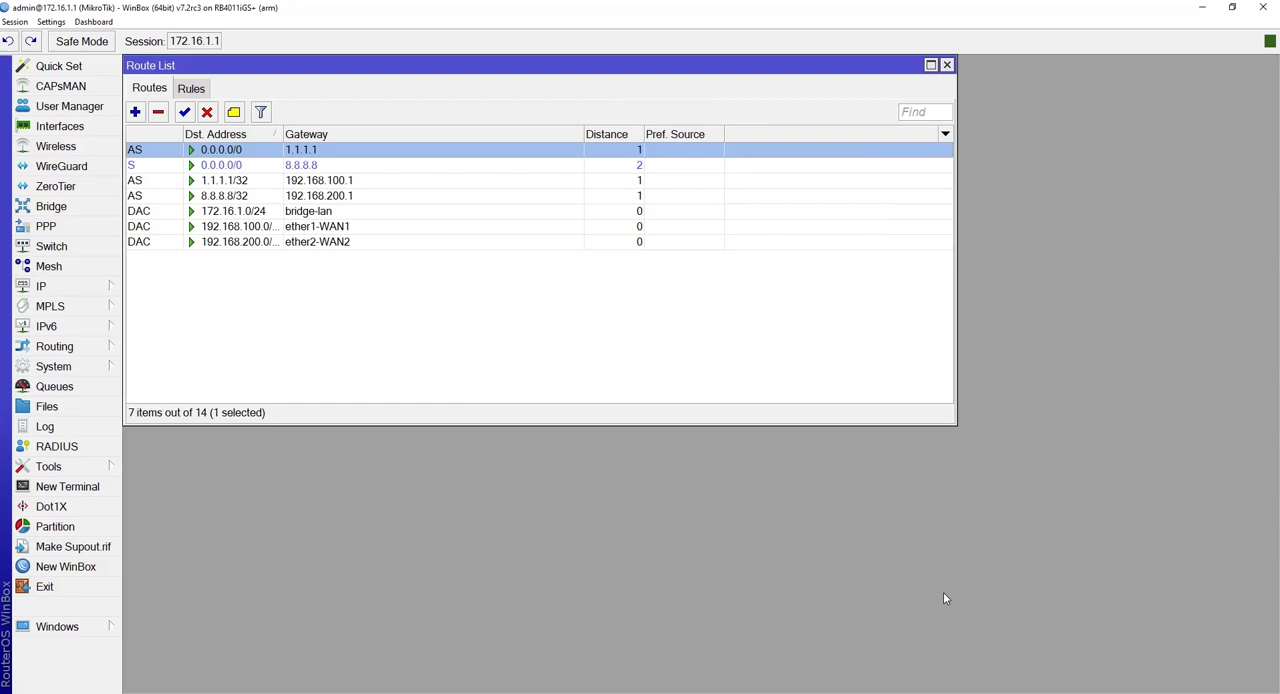 admin@172.16.1.1 (MikroTik) - WinBox (64bit) v7.2rc3 on RB4011iGS+ (arm)
Session Settings Dashboard
Safe Mode Session: 172.16.1.1
Quick Set
CAPsMAN
User Manager
Interfaces
Wireless
WireGuard
ZeroTier
Bridge
PPP
Switch
Mesh
IP
MPLS
IPv6
Routing
System
Queues
Files
Log
RADIUS
Tools
New Terminal
Dot1X
Partition
Make Supout.rif
New WinBox
Exit
Windows
RouterOS WinBox
Route List
Routes Rules
Find
Dst. Address / Gateway Distance Pref. Source
AS 0.0.0.0/0 1.1.1.1 1
S 0.0.0.0/0 8.8.8.8 2
AS 1.1.1.1/32 192.168.100.1 1
AS 8.8.8.8/32 192.168.200.1 1
DAC 172.16.1.0/24 bridge-lan 0
DAC 192.168.100.0/... ether1-WAN1 0
DAC 192.168.200.0/... ether2-WAN2 0
7 items out of 14 (1 selected)